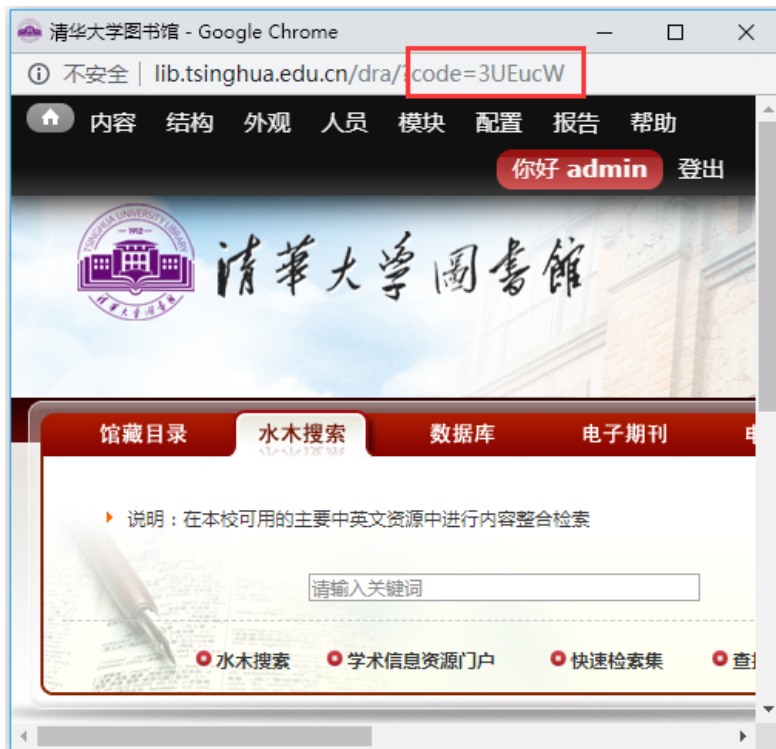 清华大学图书馆 - Google Chrome
不安全 | lib.tsinghua.edu.cn/dra/?code=3UEucW
内容 结构 外观 人员 模块 配置 报告 帮助
你好 admin 登出
TSINGHUA UNIVERSITY LIBRARY
1912
清華大學圖書館
馆藏目录 水木搜索 数据库 电子期刊
说明：在本校可用的主要中英文资源中进行内容整合检索
请输入关键词
水木搜索 学术信息资源门户 快速检索集 查